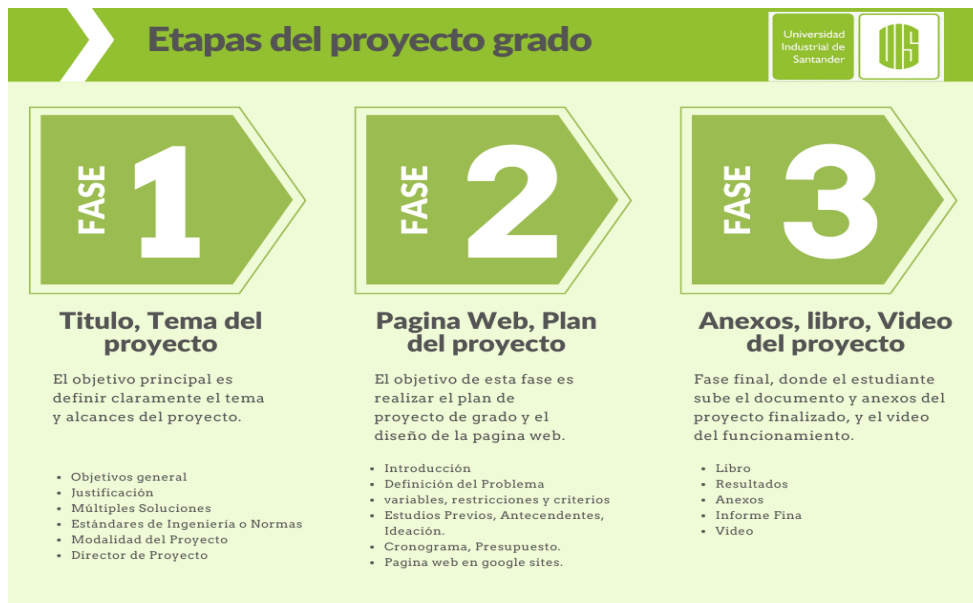 Etapas del proyecto grado
Universidad
Industrial de
Santander
UIS
FASE 1
Titulo, Tema del
proyecto
El objetivo principal es
definir claramente el tema
y alcances del proyecto.
• Objetivos general
• Justificación
• Múltiples Soluciones
• Estándares de Ingeniería o Normas
• Modalidad del Proyecto
• Director de Proyecto
FASE 2
Pagina Web, Plan
del proyecto
El objetivo de esta fase es
realizar el plan de
proyecto de grado y el
diseño de la pagina web.
• Introducción
• Definición del Problema
• variables, restricciones y criterios
• Estudios Previos, Antecendentes,
Ideación.
• Cronograma, Presupuesto.
• Pagina web en google sites.
FASE 3
Anexos, libro, Video
del proyecto
Fase final, donde el estudiante
sube el documento y anexos del
proyecto finalizado, y el video
del funcionamiento.
• Libro
• Resultados
• Anexos
• Informe Fina
• Video